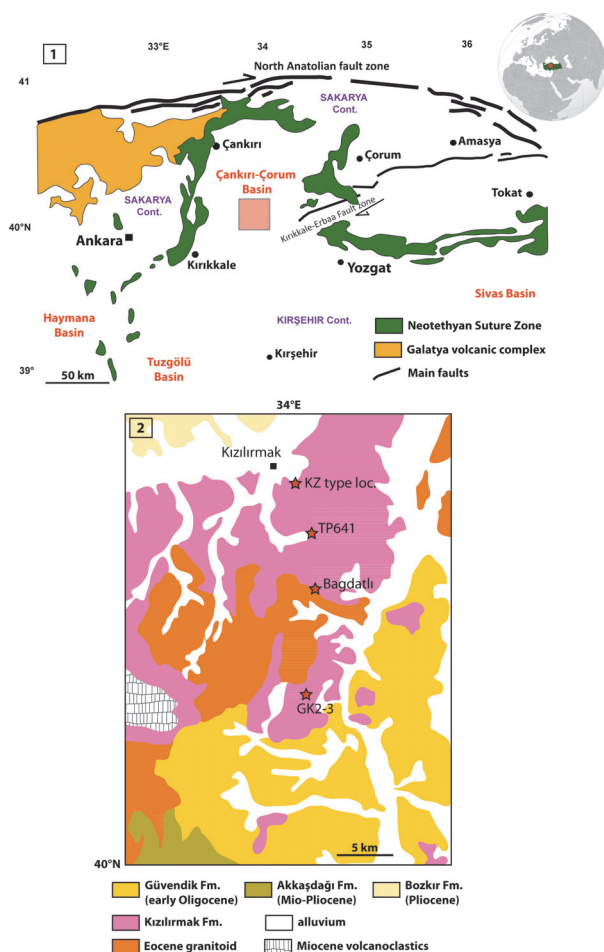 1
33°E
34
35
36
41
North Anatolian fault zone
SAKARYA
Cont.
Çankırı
Çorum
Amasya
Çankırı-Çorum
Basin
SAKARYA
Cont.
Tokat
40°N
Ankara
Kırıkkale-Erbaa Fault zone
Kırıkkale
Yozgat
Sivas Basin
Haymana
Basin
KIRŞEHIR Cont.
Neotethyan Suture Zone
Tuzgölü
Basin
Galatya volcanic complex
Kırşehir
39°
Main faults
50 km
34°E
2
Kızılırmak
KZ type loc.
TP641
Bagdatlı
GK2-3
5 km
40°N
Güvendik Fm.
(early Oligocene)
Akkaşdağı Fm.
(Mio-Pliocene)
Bozkır Fm.
(Pliocene)
Kızılırmak Fm.
alluvium
Eocene granitoid
Miocene volcanoclastics